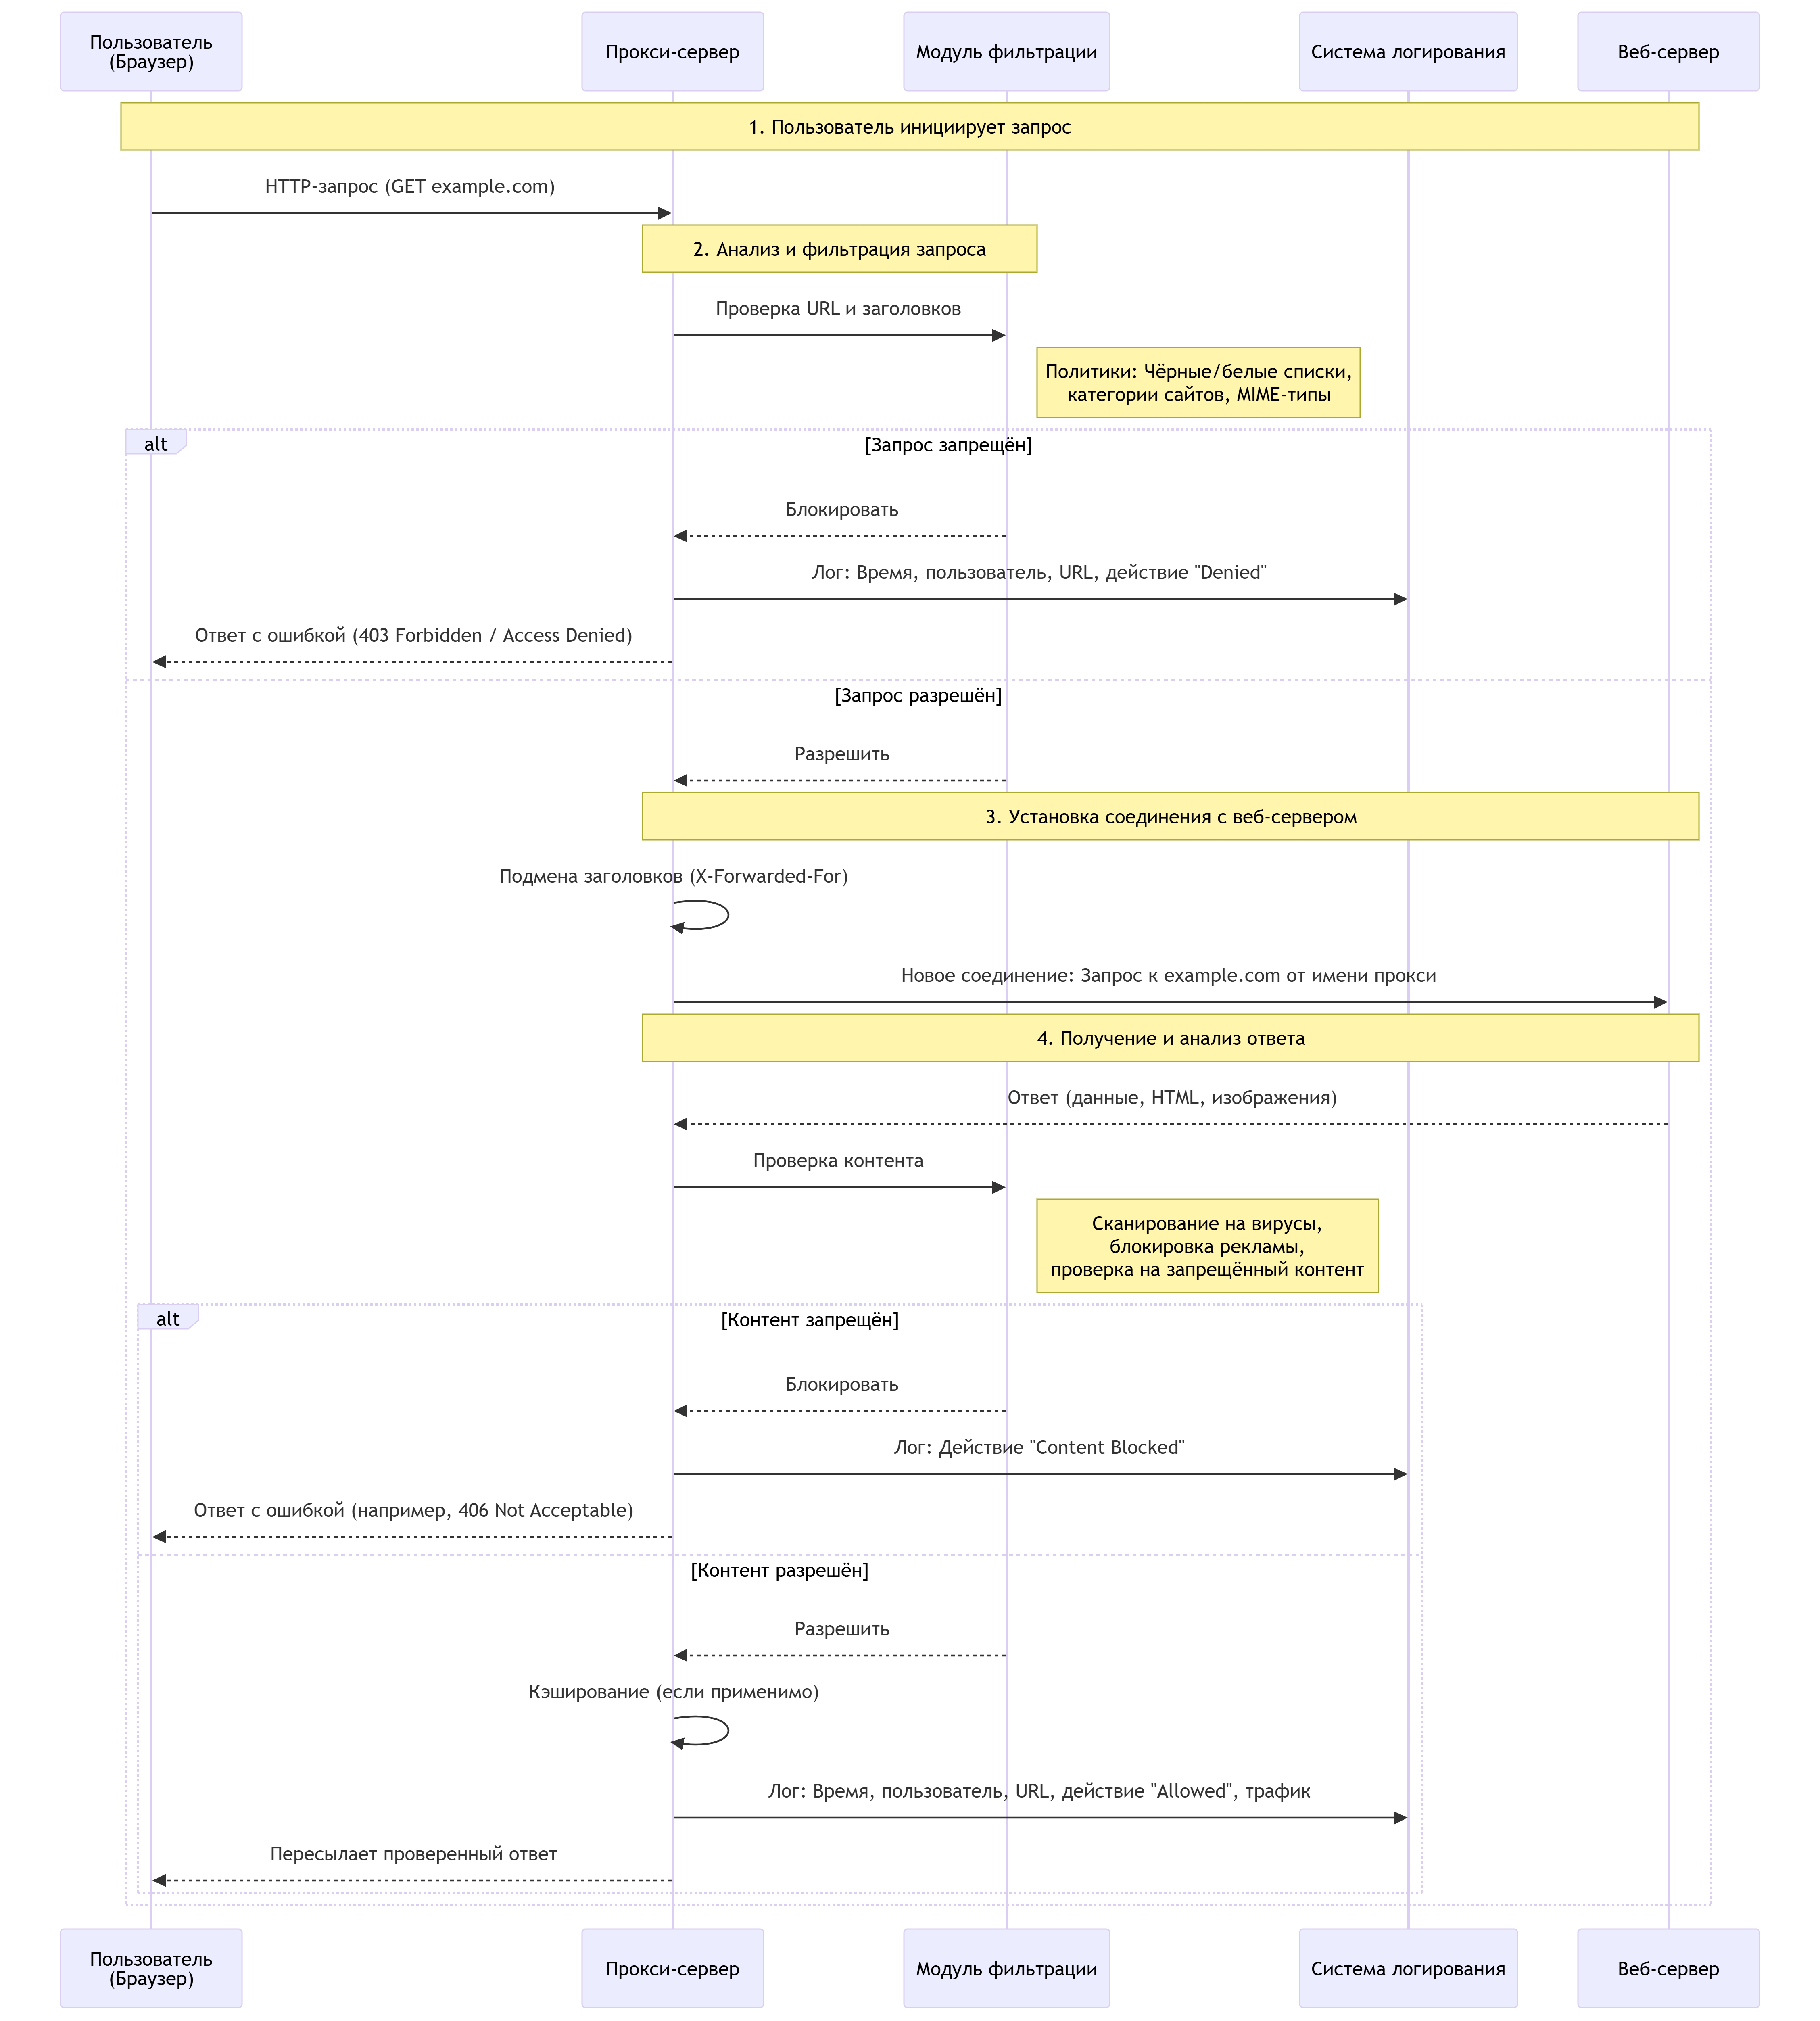 Пользователь
(Браузер)
Прокси-сервер
Модуль фильтрации
Система логирования
Веб-сервер
1. Пользователь инициирует запрос
HTTP-запрос (GET example.com)
2. Анализ и фильтрация запроса
Проверка URL и заголовков
Политики: Чёрные/белые списки,
категории сайтов, MIME-типы
alt
[Запрос запрещён]
Блокировать
Лог: Время, пользователь, URL, действие "Denied"
Ответ с ошибкой (403 Forbidden / Access Denied)
[Запрос разрешён]
Разрешить
3. Установка соединения с веб-сервером
Подмена заголовков (X-Forwarded-For)
Новое соединение: Запрос к example.com от имени прокси
4. Получение и анализ ответа
Ответ (данные, HTML, изображения)
Проверка контента
Сканирование на вирусы,
блокировка рекламы,
проверка на запрещённый контент
alt
[Контент запрещён]
Блокировать
Лог: Действие "Content Blocked"
Ответ с ошибкой (например, 406 Not Acceptable)
[Контент разрешён]
Разрешить
Кэширование (если применимо)
Лог: Время, пользователь, URL, действие "Allowed", трафик
Пересылает проверенный ответ
Пользователь
(Браузер)
Прокси-сервер
Модуль фильтрации
Система логирования
Веб-сервер